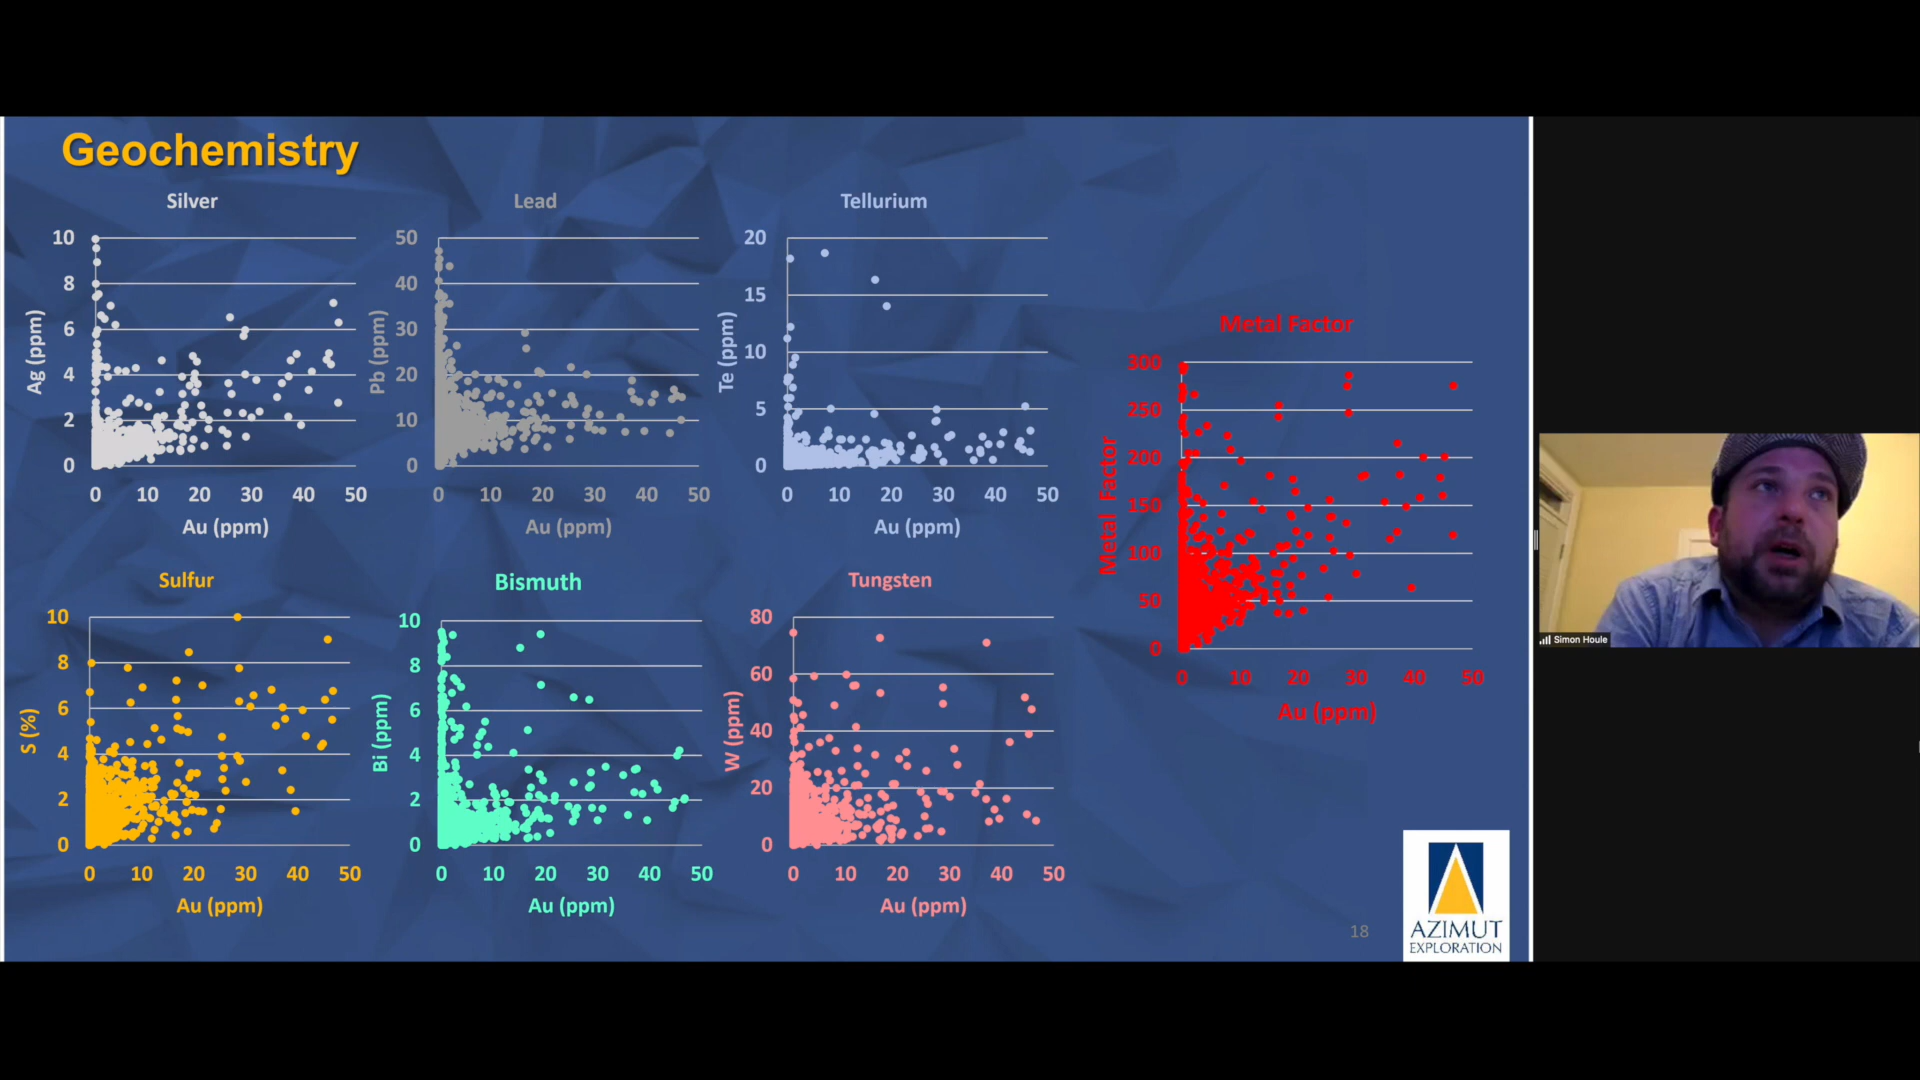 Geochemistry
Silver
10
8
6
4
2
0
Ag (ppm)
0 10 20 30 40 50
Au (ppm)
Lead
50
40
30
20
10
0
Pb (ppm)
0 10 20 30 40 50
Au (ppm)
Tellurium
20
15
10
5
0
Te (ppm)
0 10 20 30 40 50
Au (ppm)
Metal Factor
300
250
200
150
100
50
0
Metal Factor
0 10 20 30 40 50
Au (ppm)
Sulfur
10
8
6
4
2
0
S (%)
0 10 20 30 40 50
Au (ppm)
Bismuth
10
8
6
4
2
0
Bi (ppm)
0 10 20 30 40 50
Au (ppm)
Tungsten
80
60
40
20
0
W (ppm)
0 10 20 30 40 50
Au (ppm)
18
AZIMUT
EXPLORATION
Simon Houle